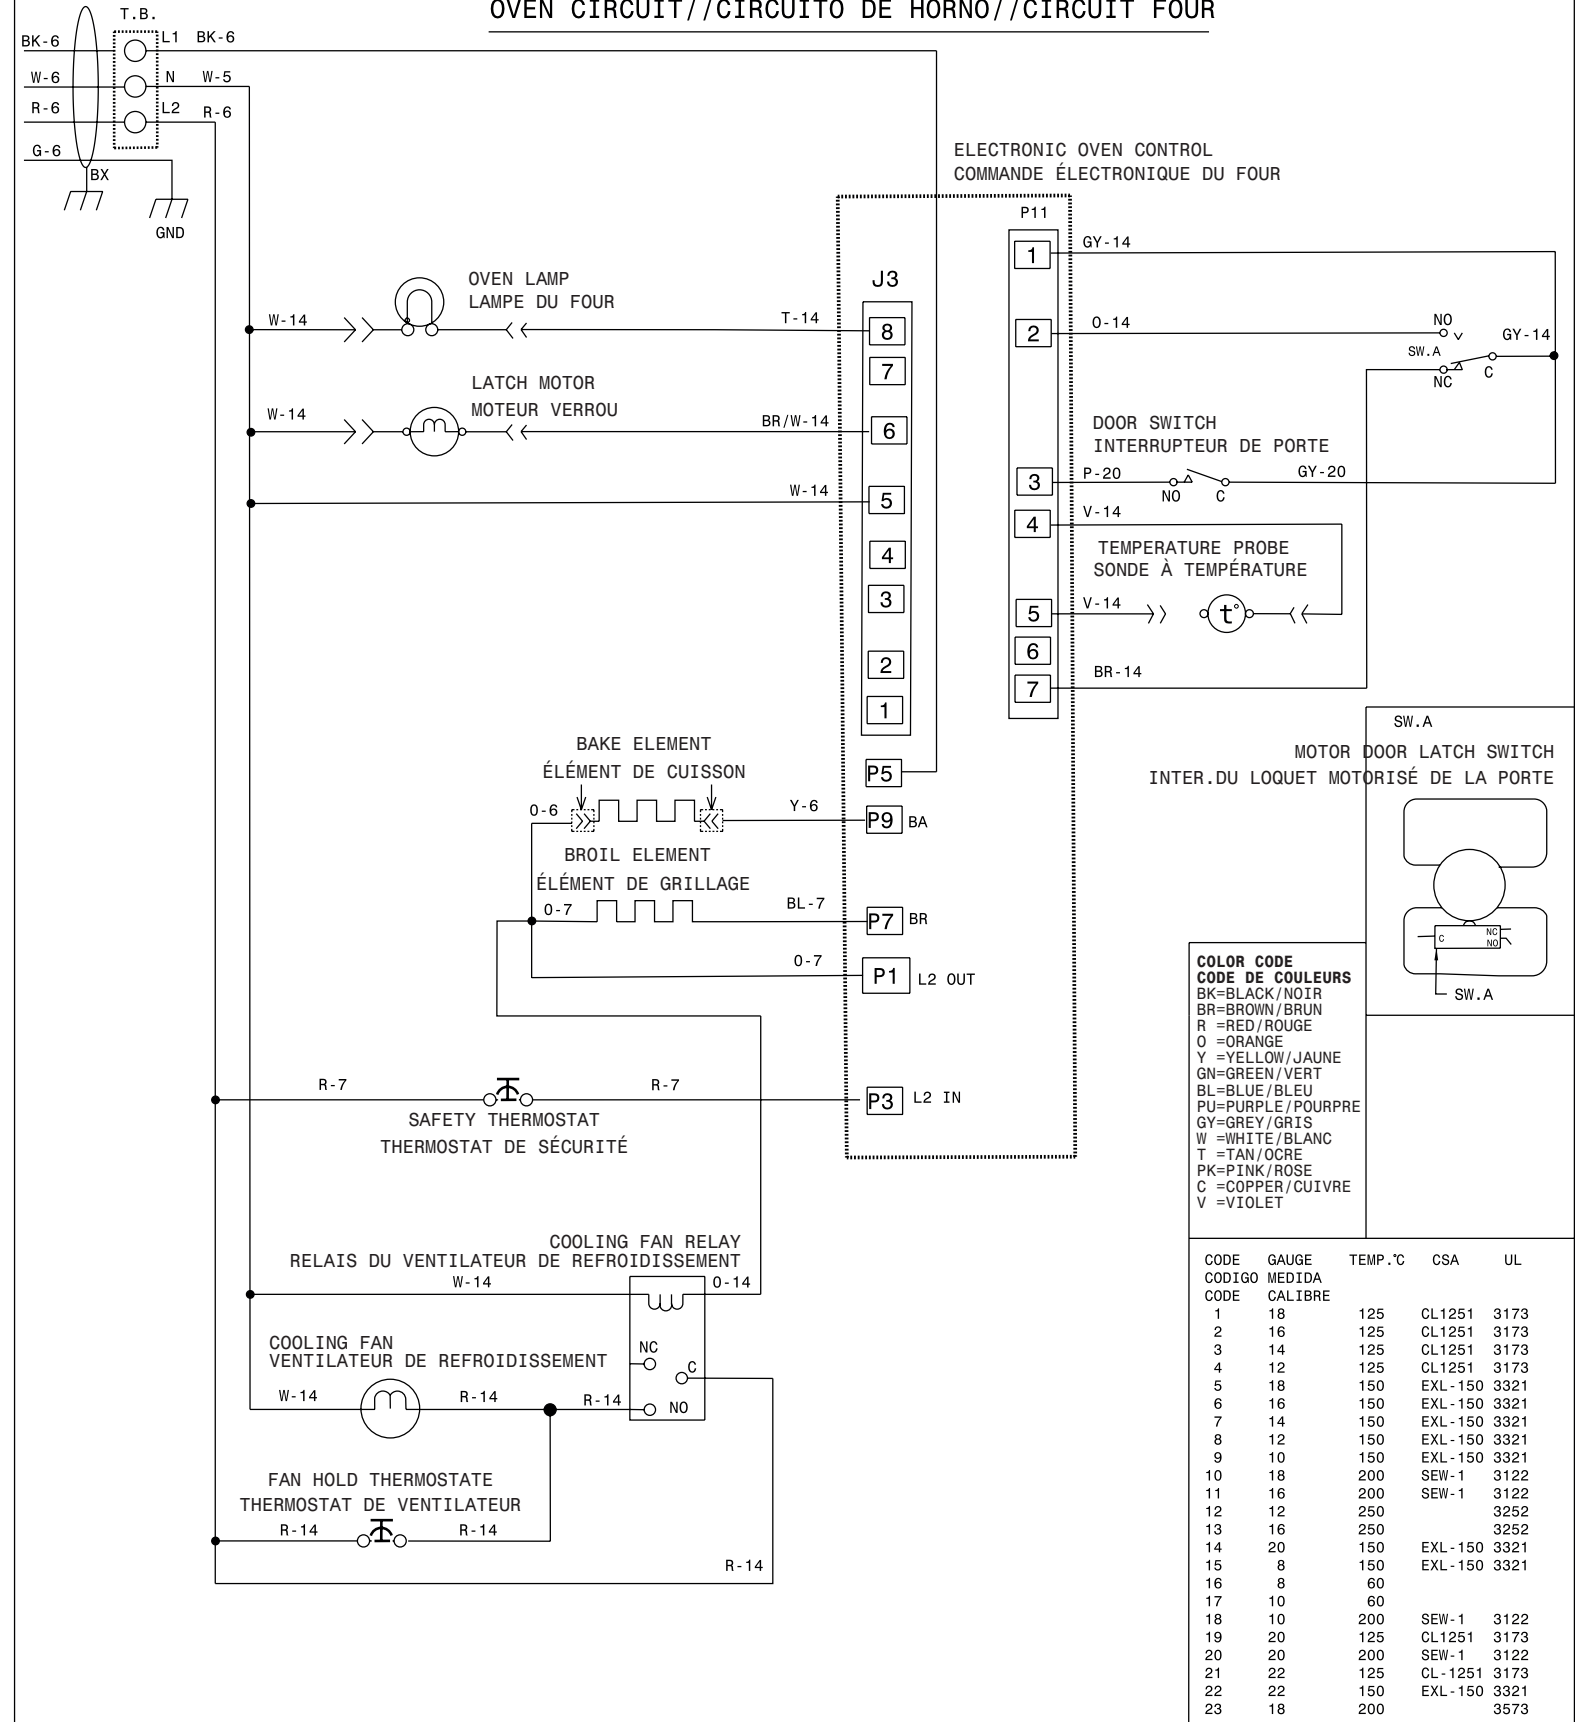 OVEN CIRCUIT//CIRCUITO DE HORNO//CIRCUIT FOUR
T.B.
BK-6
L1 BK-6
W-6
N W-5
R-6
L2 R-6
G-6
BX
GND
ELECTRONIC OVEN CONTROL
COMMANDE ÉLECTRONIQUE DU FOUR
P11
1
GY-14
J3
OVEN LAMP
LAMPE DU FOUR
W-14
T-14
8
2
O-14
NO
SW.A
NC
C
GY-14
7
LATCH MOTOR
MOTEUR VERROU
W-14
BR/W-14
6
DOOR SWITCH
INTERRUPTEUR DE PORTE
3
P-20
NO
C
GY-20
W-14
5
4
V-14
4
TEMPERATURE PROBE
SONDE À TEMPÉRATURE
3
5
V-14
t°
6
2
7
BR-14
1
SW.A
MOTOR DOOR LATCH SWITCH
INTER.DU LOQUET MOTORISÉ DE LA PORTE
C
NC
NO
SW.A
BAKE ELEMENT
ÉLÉMENT DE CUISSON
P5
O-6
Y-6
P9 BA
BROIL ELEMENT
ÉLÉMENT DE GRILLAGE
O-7
BL-7
P7 BR
O-7
P1 L2 OUT
R-7
R-7
P3 L2 IN
SAFETY THERMOSTAT
THERMOSTAT DE SÉCURITÉ
COOLING FAN RELAY
RELAIS DU VENTILATEUR DE REFROIDISSEMENT
W-14
O-14
COOLING FAN
VENTILATEUR DE REFROIDISSEMENT
NC
C
W-14
R-14
R-14
NO
FAN HOLD THERMOSTATE
THERMOSTAT DE VENTILATEUR
R-14
R-14
R-14
COLOR CODE
CODE DE COULEURS
BK=BLACK/NOIR
BR=BROWN/BRUN
R =RED/ROUGE
O =ORANGE
Y =YELLOW/JAUNE
GN=GREEN/VERT
BL=BLUE/BLEU
PU=PURPLE/POURPRE
GY=GREY/GRIS
W =WHITE/BLANC
T =TAN/OCRE
PK=PINK/ROSE
C =COPPER/CUIVRE
V =VIOLET
CODE GAUGE TEMP.℃ CSA UL
CODIGO MEDIDA
CODE CALIBRE
1 18 125 CL1251 3173
2 16 125 CL1251 3173
3 14 125 CL1251 3173
4 12 125 CL1251 3173
5 18 150 EXL-150 3321
6 16 150 EXL-150 3321
7 14 150 EXL-150 3321
8 12 150 EXL-150 3321
9 10 150 EXL-150 3321
10 18 200 SEW-1 3122
11 16 200 SEW-1 3122
12 12 250 3252
13 16 250 3252
14 20 150 EXL-150 3321
15 8 150 EXL-150 3321
16 8 60
17 10 60
18 10 200 SEW-1 3122
19 20 125 CL1251 3173
20 20 200 SEW-1 3122
21 22 125 CL-1251 3173
22 22 150 EXL-150 3321
23 18 200 3573